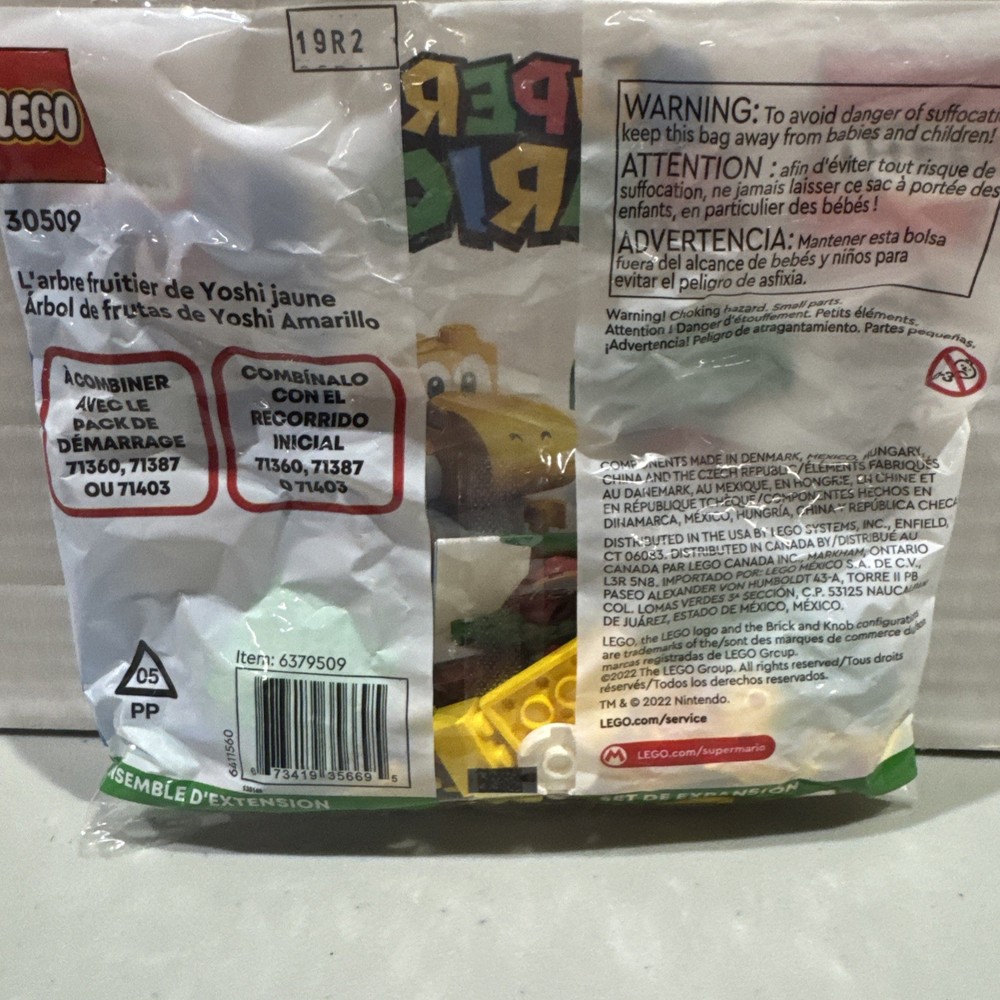 19R2
LEGO
30509
L'arbre fruitier de Yoshi jaune
Árbol de frutas de Yoshi Amarillo
À COMBINER
AVEC LE
PACK DE
DÉMARRAGE
71360, 71387
OU 71403
COMBÍNALO
CON EL
RECORRIDO
INICIAL
71360, 71387
O 71403
05
PP
Item: 6379509
6411560
6 73419 35669 5
NSEMBLE D'EXTENSION
WARNING: To avoid danger of suffocati
keep this bag away from babies and children!
ATTENTION : afin d'éviter tout risque de
suffocation, ne jamais laisser ce sac à portée des
enfants, en particulier des bébés !
ADVERTENCIA: Mantener esta bolsa
fuera del alcance de bebés y niños para
evitar el peligro de asfixia.
Warning! Choking hazard. Small parts.
Attention ! Danger d'étouffement. Petits éléments.
¡Advertencia! Peligro de atragantamiento. Partes pequeñas.
0-3
COMPONENTS MADE IN DENMARK, MEXICO, HUNGARY,
CHINA AND THE CZECH REPUBLIC/ÉLÉMENTS FABRIQUÉS
AU DANEMARK, AU MEXIQUE, EN HONGRIE, EN CHINE ET
EN RÉPUBLIQUE TCHÈQUE/COMPONENTES HECHOS EN
DINAMARCA, MÉXICO, HUNGRÍA, CHINA Y REPÚBLICA CHECA
DISTRIBUTED IN THE USA BY LEGO SYSTEMS, INC., ENFIELD,
CT 06083. DISTRIBUTED IN CANADA BY/DISTRIBUÉ AU
CANADA PAR LEGO CANADA INC., MARKHAM, ONTARIO
L3R 5N8. IMPORTADO POR: LEGO MÉXICO S.A. DE C.V.,
PASEO ALEXANDER VON HUMBOLDT 43-A, TORRE II PB
COL. LOMAS VERDES 3ª SECCIÓN, C.P. 53125 NAUCALPAN
DE JUÁREZ, ESTADO DE MÉXICO, MÉXICO.
LEGO, the LEGO logo and the Brick and Knob configurations
are trademarks of the/sont des marques de commerce du/son
marcas registradas de LEGO Group.
©2022 The LEGO Group. All rights reserved/Tous droits
réservés/Todos los derechos reservados.
TM & © 2022 Nintendo.
LEGO.com/service
M LEGO.com/supermario
SET DE EXPANSIÓN